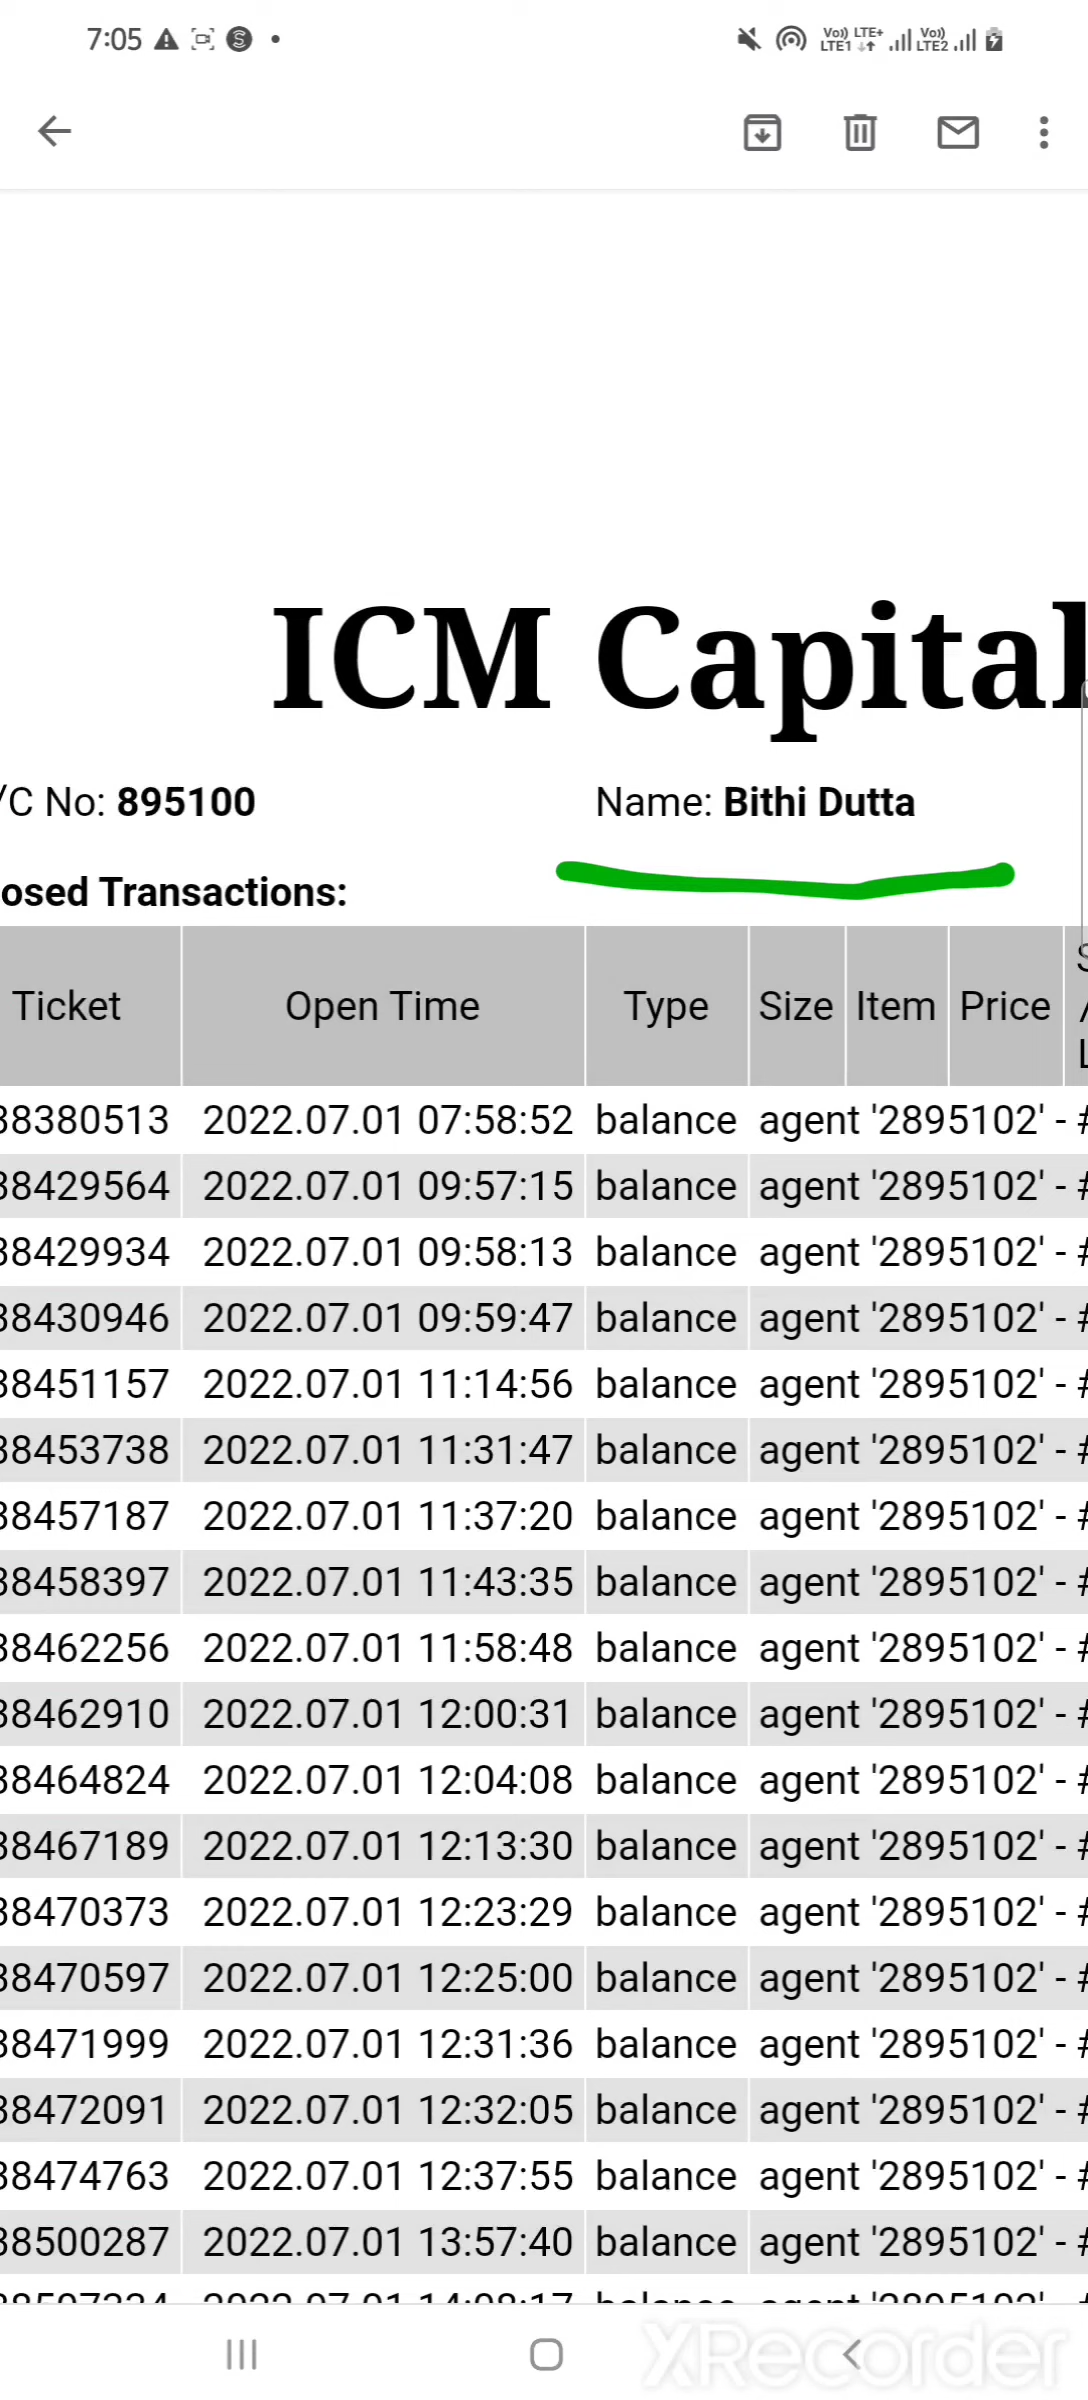 7:05
Vo)) LTE+ Vo))
LTE1 LTE2
ICM Capital
/C No: 895100 Name: Bithi Dutta
osed Transactions:
Ticket Open Time Type Size Item Price
38380513 2022.07.01 07:58:52 balance agent '2895102' - #
38429564 2022.07.01 09:57:15 balance agent '2895102' - #
38429934 2022.07.01 09:58:13 balance agent '2895102' - #
38430946 2022.07.01 09:59:47 balance agent '2895102' - #
38451157 2022.07.01 11:14:56 balance agent '2895102' - #
38453738 2022.07.01 11:31:47 balance agent '2895102' - #
38457187 2022.07.01 11:37:20 balance agent '2895102' - #
38458397 2022.07.01 11:43:35 balance agent '2895102' - #
38462256 2022.07.01 11:58:48 balance agent '2895102' - #
38462910 2022.07.01 12:00:31 balance agent '2895102' - #
38464824 2022.07.01 12:04:08 balance agent '2895102' - #
38467189 2022.07.01 12:13:30 balance agent '2895102' - #
38470373 2022.07.01 12:23:29 balance agent '2895102' - #
38470597 2022.07.01 12:25:00 balance agent '2895102' - #
38471999 2022.07.01 12:31:36 balance agent '2895102' - #
38472091 2022.07.01 12:32:05 balance agent '2895102' - #
38474763 2022.07.01 12:37:55 balance agent '2895102' - #
38500287 2022.07.01 13:57:40 balance agent '2895102' - #
XRecorder